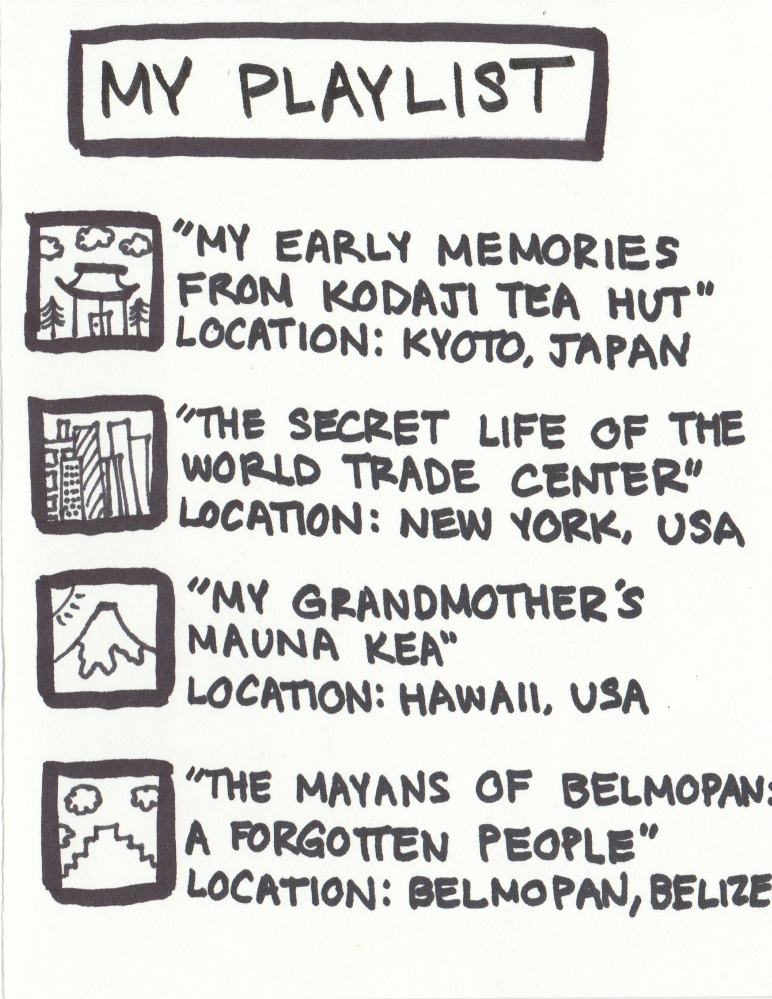 MY PLAYLIST
"MY EARLY MEMORIES
FROM KODAJI TEA HUT"
LOCATION: KYOTO, JAPAN
"THE SECRET LIFE OF THE
WORLD TRADE CENTER"
LOCATION: NEW YORK, USA
"MY GRANDMOTHER'S
MAUNA KEA"
LOCATION: HAWAII, USA
"THE MAYANS OF BELMOPAN:
A FORGOTTEN PEOPLE"
LOCATION: BELMOPAN, BELIZE